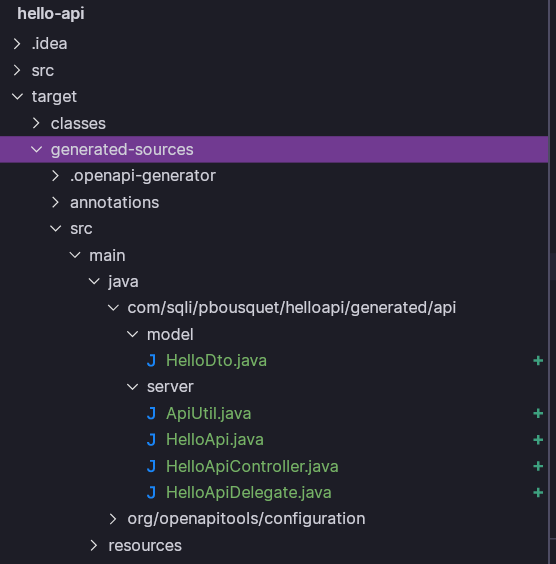 hello-api
.idea
src
target
classes
generated-sources
.openapi-generator
annotations
src
main
java
com/sqli/pbousquet/helloapi/generated/api
model
J HelloDto.java +
server
J ApiUtil.java +
J HelloApi.java +
J HelloApiController.java +
J HelloApiDelegate.java +
org/openapitools/configuration
resources